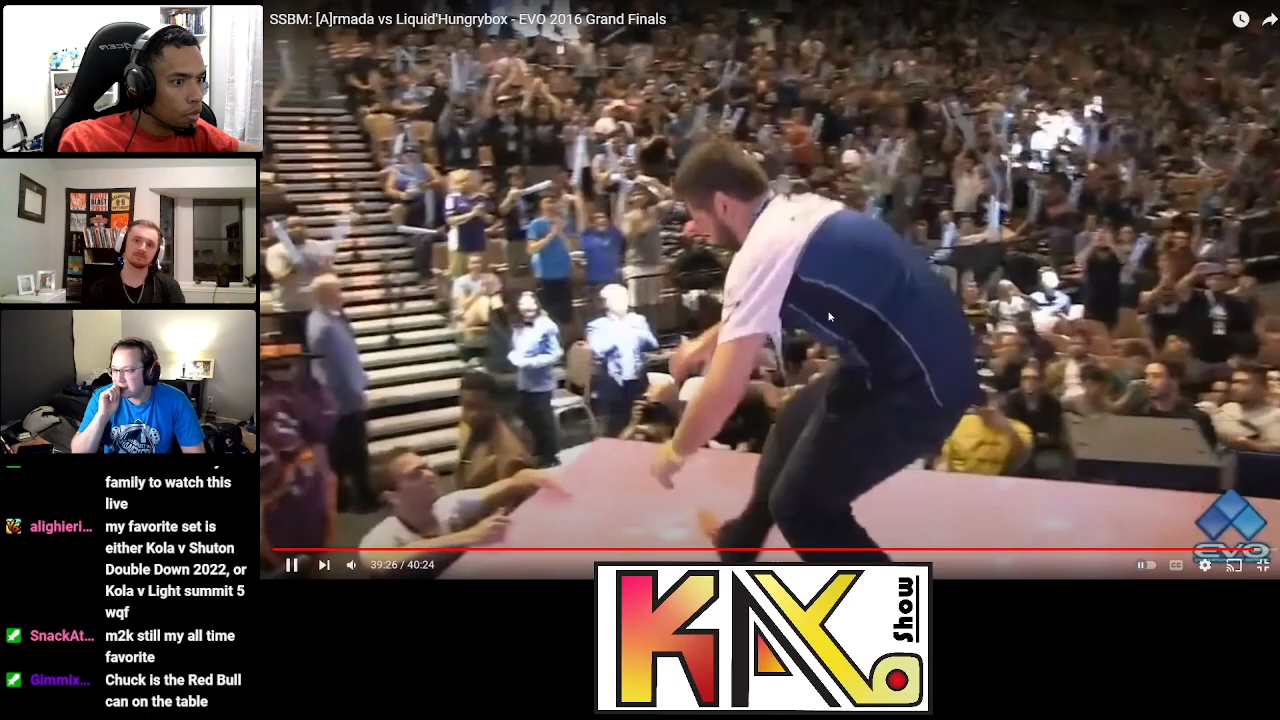 SSBM: [A]rmada vs Liquid'Hungrybox - EVO 2016 Grand Finals
family to watch this
live
alighieri... my favorite set is
either Kola v Shuton
Double Down 2022, or
Kola v Light summit 5
wqf
SnackAt... m2k still my all time
favorite
Gimmix... Chuck is the Red Bull
can on the table
39:26 / 40:24
CC
EVO
KAY
Show